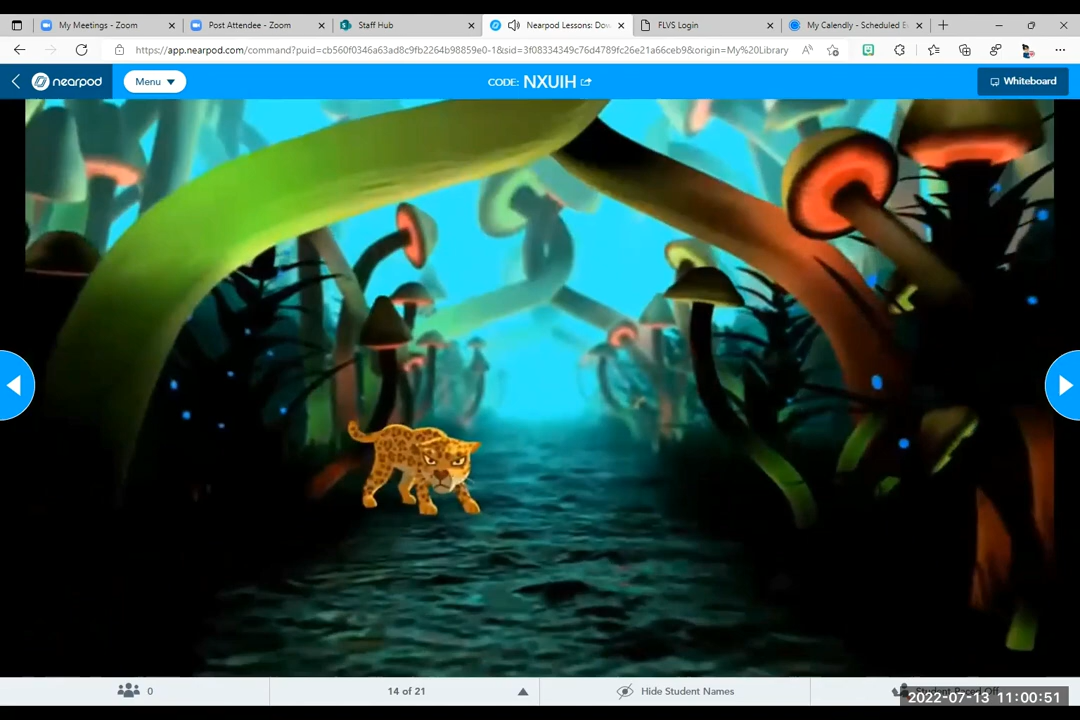 My Meetings - Zoom
Post Attendee - Zoom
Staff Hub
Nearpod Lessons: Dow
FLVS Login
My Calendly - Scheduled E
https://app.nearpod.com/command?puid=cb560f0346a63ad8c9fb2264b98859e0-1&sid=3f08334349c76d4789fc26e21a66ceb9&origin=My%20Library
nearpod
Menu
CODE: NXUIH
Whiteboard
0
14 of 21
Hide Student Names
2022-07-13 11:00:51